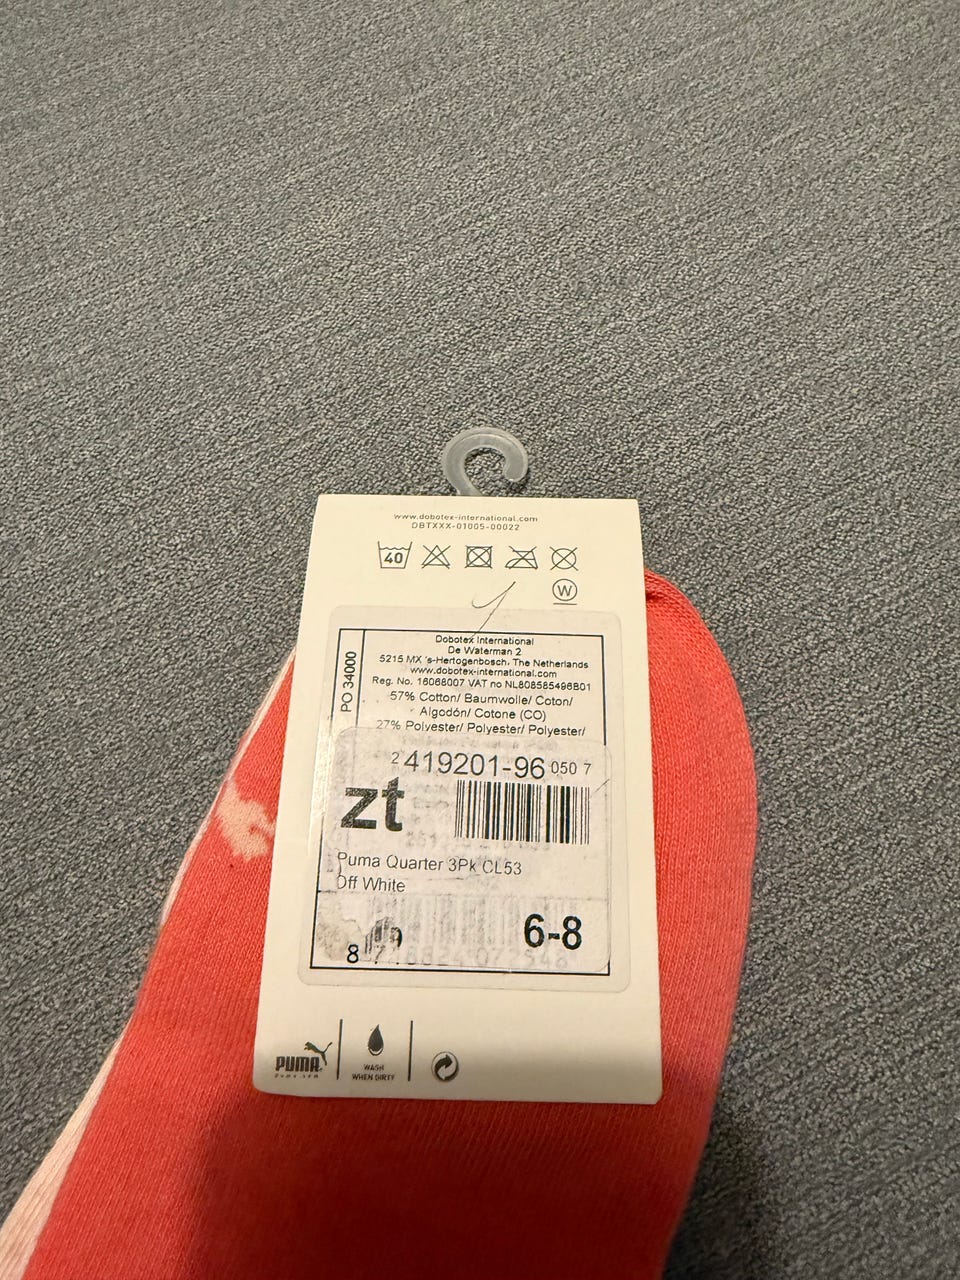 www.dobotex-international.com
DBTXXX-01005-00022
40
W
PO 34000
Dobotex International
De Waterman 2
5215 MX 's-Hertogenbosch, The Netherlands
www.dobotex-international.com
Reg. No. 16068007 VAT no NL808585496B01
57% Cotton/ Baumwolle/ Coton/
Algodón/ Cotone (CO)
27% Polyester/ Polyester/ Polyester/
2 419201-96 050 7
zt
Puma Quarter 3Pk CL53
Off White
6-8
8
PUMA
WASH
WHEN DIRTY